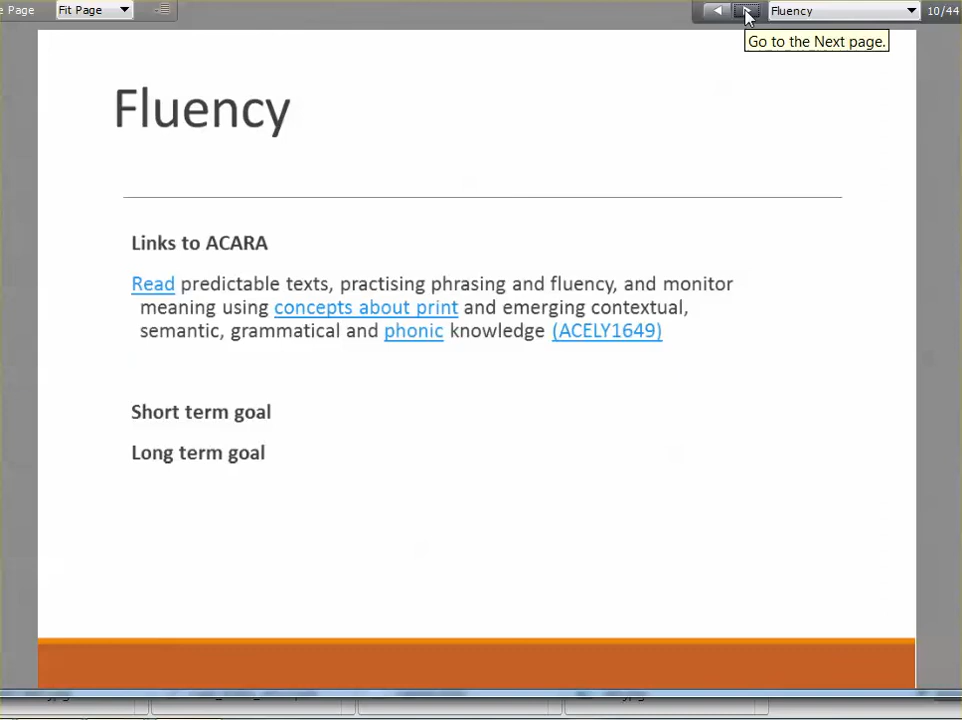 e Page Fit Page Fluency 10/44
Go to the Next page.
Fluency
Links to ACARA
Read predictable texts, practising phrasing and fluency, and monitor
meaning using concepts about print and emerging contextual,
semantic, grammatical and phonic knowledge (ACELY1649)
Short term goal
Long term goal